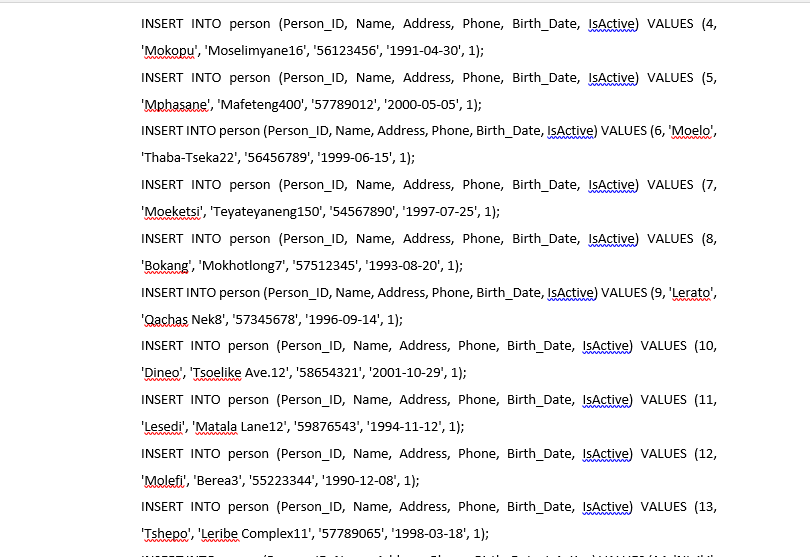 INSERT INTO person (Person_ID, Name, Address, Phone, Birth_Date, IsActive) VALUES (4,
'Mokopu', 'Moselimyane16', '56123456', '1991-04-30', 1);
INSERT INTO person (Person_ID, Name, Address, Phone, Birth_Date, IsActive) VALUES (5,
'Mphasane', 'Mafeteng400', '57789012', '2000-05-05', 1);
INSERT INTO person (Person_ID, Name, Address, Phone, Birth_Date, IsActive) VALUES (6, 'Moelo',
'Thaba-Tseka22', '56456789', '1999-06-15', 1);
INSERT INTO person (Person_ID, Name, Address, Phone, Birth_Date, IsActive) VALUES (7,
'Moeketsi', 'Teyateyaneng150', '54567890', '1997-07-25', 1);
INSERT INTO person (Person_ID, Name, Address, Phone, Birth_Date, IsActive) VALUES (8,
'Bokang', 'Mokhotlong7', '57512345', '1993-08-20', 1);
INSERT INTO person (Person_ID, Name, Address, Phone, Birth_Date, IsActive) VALUES (9, 'Lerato',
'Qachas Nek8', '57345678', '1996-09-14', 1);
INSERT INTO person (Person_ID, Name, Address, Phone, Birth_Date, IsActive) VALUES (10,
'Dineo', 'Tsoelike Ave.12', '58654321', '2001-10-29', 1);
INSERT INTO person (Person_ID, Name, Address, Phone, Birth_Date, IsActive) VALUES (11,
'Lesedi', 'Matala Lane12', '59876543', '1994-11-12', 1);
INSERT INTO person (Person_ID, Name, Address, Phone, Birth_Date, IsActive) VALUES (12,
'Molefi', 'Berea3', '55223344', '1990-12-08', 1);
INSERT INTO person (Person_ID, Name, Address, Phone, Birth_Date, IsActive) VALUES (13,
'Tshepo', 'Leribe Complex11', '57789065', '1998-03-18', 1);